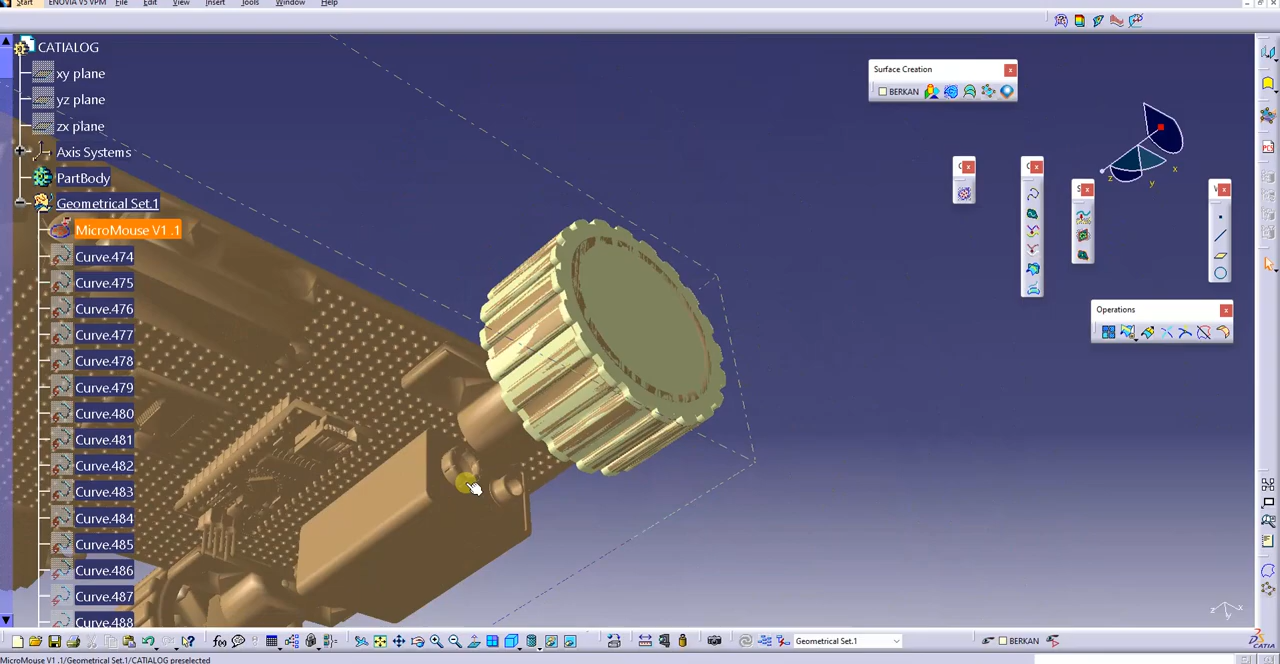 Start ENOVIA V5 VPM File Edit View Insert Tools Window Help
CATIALOG
xy plane
yz plane
zx plane
Axis Systems
PartBody
Geometrical Set.1
MicroMouse V1 .1
Curve.474
Curve.475
Curve.476
Curve.477
Curve.478
Curve.479
Curve.480
Curve.481
Curve.482
Curve.483
Curve.484
Curve.485
Curve.486
Curve.487
Curve.488
Surface Creation
BERKAN
z
y
x
Operations
z
x
y
f(x)
Geometrical Set.1
BERKAN
CATIA
MicroMouse V1 .1/Geometrical Set.1/CATIALOG preselected